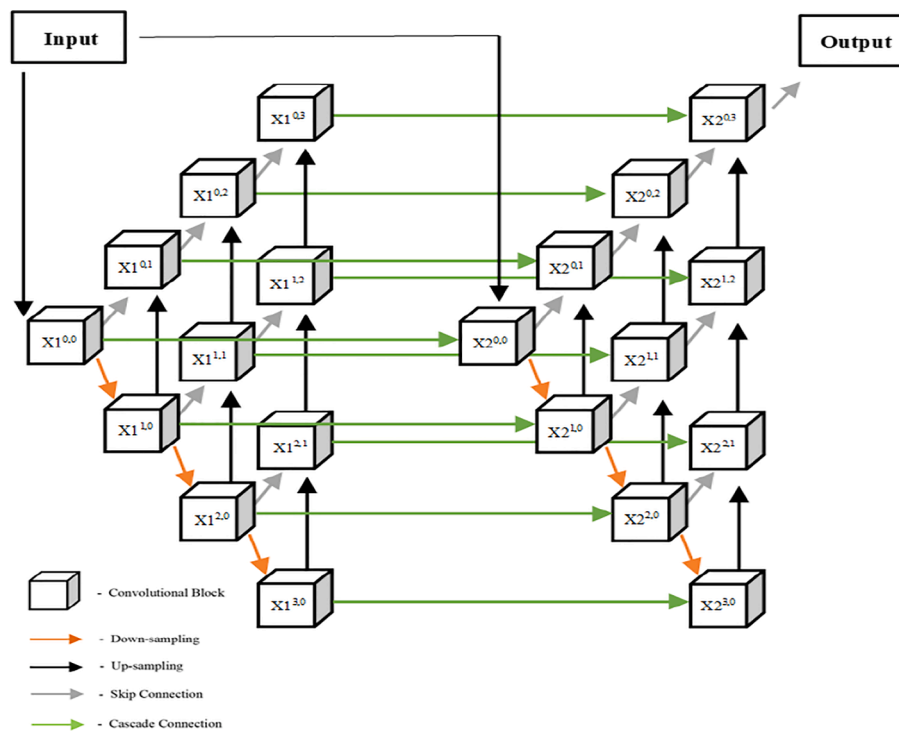 Input
Output
X1^0,3
X2^0,3
X1^0,2
X2^0,2
X1^0,1
X2^0,1
X1^1,2
X2^1,2
X1^0,0
X2^0,0
X1^1,1
X2^1,1
X1^1,0
X2^1,0
X1^2,1
X2^2,1
X1^2,0
X2^2,0
X1^3,0
X2^3,0
- Convolutional Block
- Down-sampling
- Up-sampling
- Skip Connection
- Cascade Connection